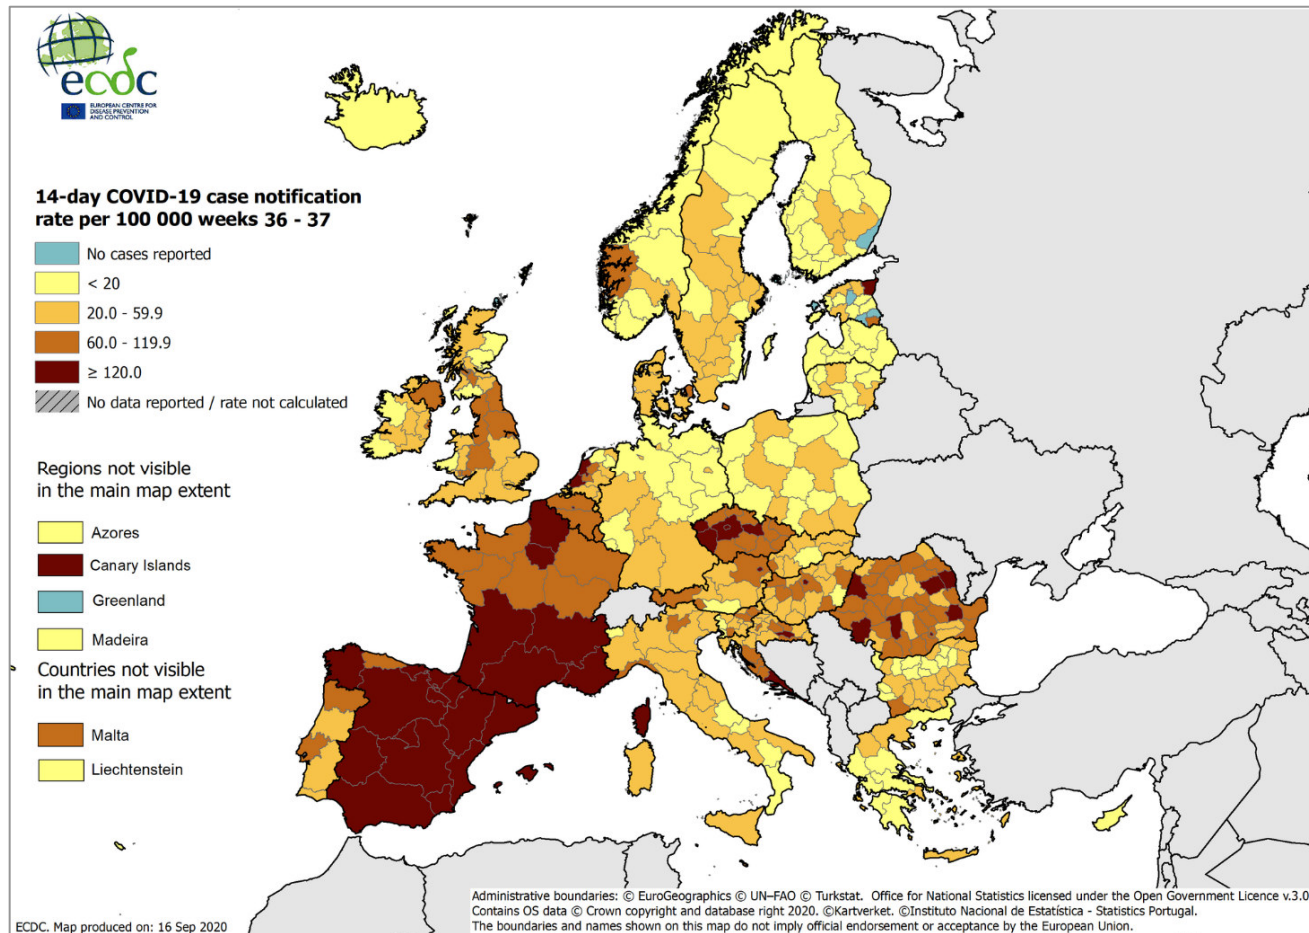 ecdc
EUROPEAN CENTRE FOR
DISEASE PREVENTION
AND CONTROL
14-day COVID-19 case notification
rate per 100 000 weeks 36 - 37
No cases reported
< 20
20.0 - 59.9
60.0 - 119.9
≥ 120.0
No data reported / rate not calculated
Regions not visible
in the main map extent
Azores
Canary Islands
Greenland
Madeira
Countries not visible
in the main map extent
Malta
Liechtenstein
Administrative boundaries: © EuroGeographics © UN–FAO © Turkstat. Office for National Statistics licensed under the Open Government Licence v.3.0
Contains OS data © Crown copyright and database right 2020. ©Kartverket. ©Instituto Nacional de Estatística - Statistics Portugal.
The boundaries and names shown on this map do not imply official endorsement or acceptance by the European Union.
ECDC. Map produced on: 16 Sep 2020